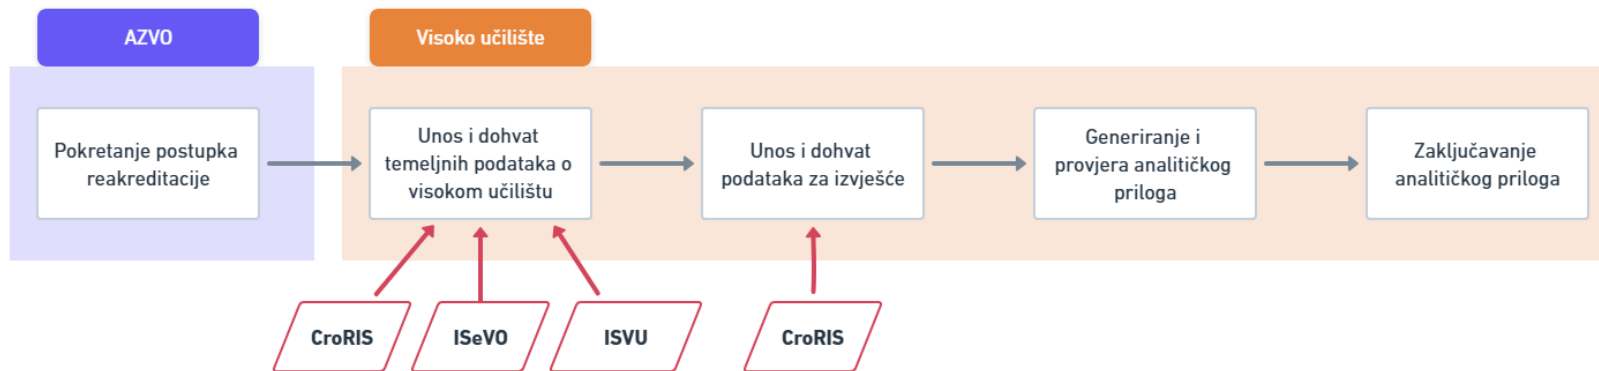 AZVO
Visoko učilište
Pokretanje postupka
reakreditacije
Unos i dohvat
temeljnih podataka o
visokom učilištu
Unos i dohvat
podataka za izvješće
Generiranje i
provjera analitičkog
priloga
Zaključavanje
analitičkog priloga
CroRIS
ISeVO
ISVU
CroRIS